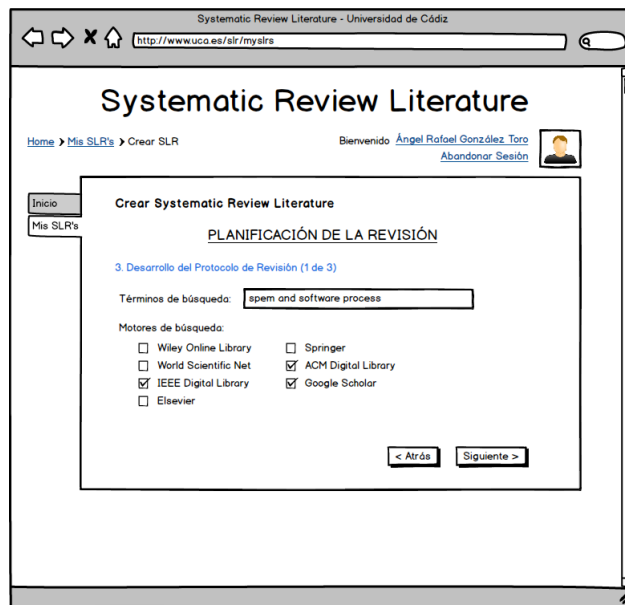 Systematic Review Literature - Universidad de Cádiz
http://www.uca.es/slr/myslrs
Systematic Review Literature
Home > Mis SLR's > Crear SLR
Bienvenido Ángel Rafael González Toro
Abandonar Sesión
Inicio
Mis SLR's
Crear Systematic Review Literature
PLANIFICACIÓN DE LA REVISIÓN
3. Desarrollo del Protocolo de Revisión (1 de 3)
Términos de búsqueda: spem and software process
Motores de búsqueda:
Wiley Online Library Springer
World Scientific Net ACM Digital Library
IEEE Digital Library Google Scholar
Elsevier
< Atrás Siguiente >